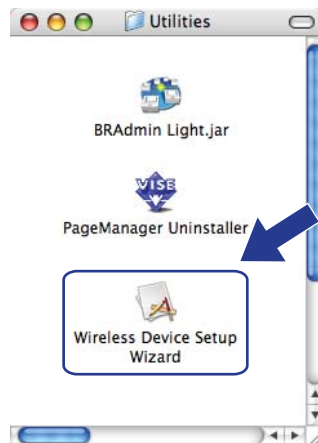 Utilities
BRAdmin Light.jar
VISE
PageManager Uninstaller
Wireless Device Setup
Wizard